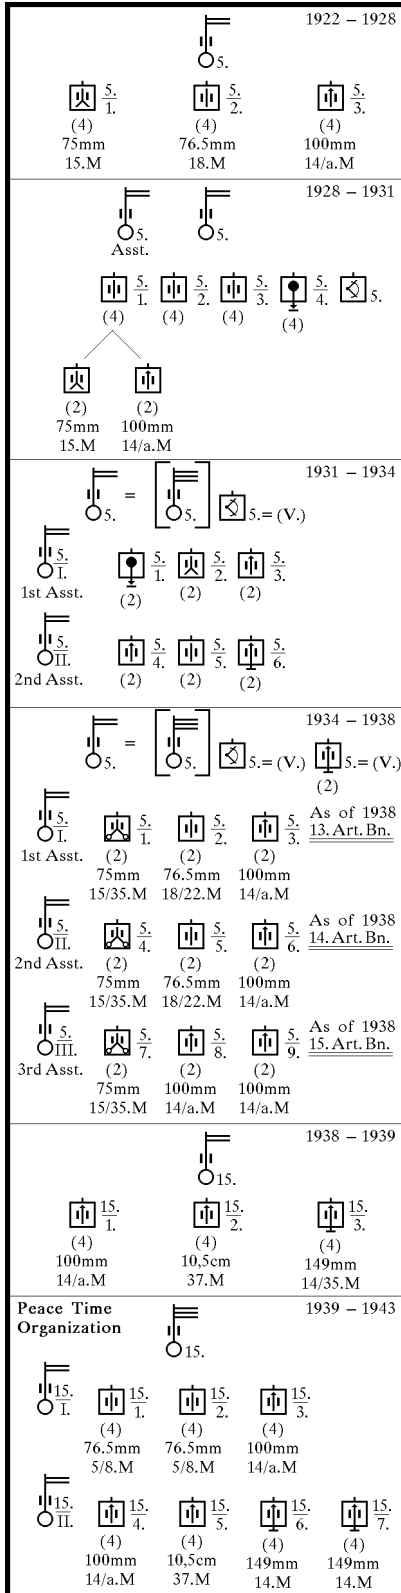 1922 – 1928
5.
5. 1. 5. 2. 5. 3.
(4) (4) (4)
75mm 76.5mm 100mm
15.M 18.M 14/a.M
1928 – 1931
5. 5.
Asst.
5. 1. 5. 2. 5. 3. 5. 4. 5.
(4) (4) (4) (4)
(2) (2)
75mm 100mm
15.M 14/a.M
1931 – 1934
5. = [ 5. ] 5.= (V.)
5. I.
1st Asst.
5. 1. 5. 2. 5. 3.
(2) (2) (2)
5. II.
2nd Asst.
5. 4. 5. 5. 5. 6.
(2) (2) (2)
1934 – 1938
5. = [ 5. ] 5.= (V.) 5.= (V.)
(2)
5. I.
1st Asst.
5. 1. 5. 2. 5. 3.
As of 1938
13. Art. Bn.
(2) (2) (2)
75mm 76.5mm 100mm
15/35.M 18/22.M 14/a.M
5. II.
2nd Asst.
5. 4. 5. 5. 5. 6.
As of 1938
14. Art. Bn.
(2) (2) (2)
75mm 76.5mm 100mm
15/35.M 18/22.M 14/a.M
5. III.
3rd Asst.
5. 7. 5. 8. 5. 9.
As of 1938
15. Art. Bn.
(2) (2) (2)
75mm 100mm 100mm
15/35.M 14/a.M 14/a.M
1938 – 1939
15.
15. 1. 15. 2. 15. 3.
(4) (4) (4)
100mm 10,5cm 149mm
14/a.M 37.M 14/35.M
Peace Time
Organization
1939 – 1943
15.
15. I.
15. 1. 15. 2. 15. 3.
(4) (4) (4)
76.5mm 76.5mm 100mm
5/8.M 5/8.M 14/a.M
15. II.
15. 4. 15. 5. 15. 6. 15. 7.
(4) (4) (4) (4)
100mm 10,5cm 149mm 149mm
14/a.M 37.M 14.M 14.M